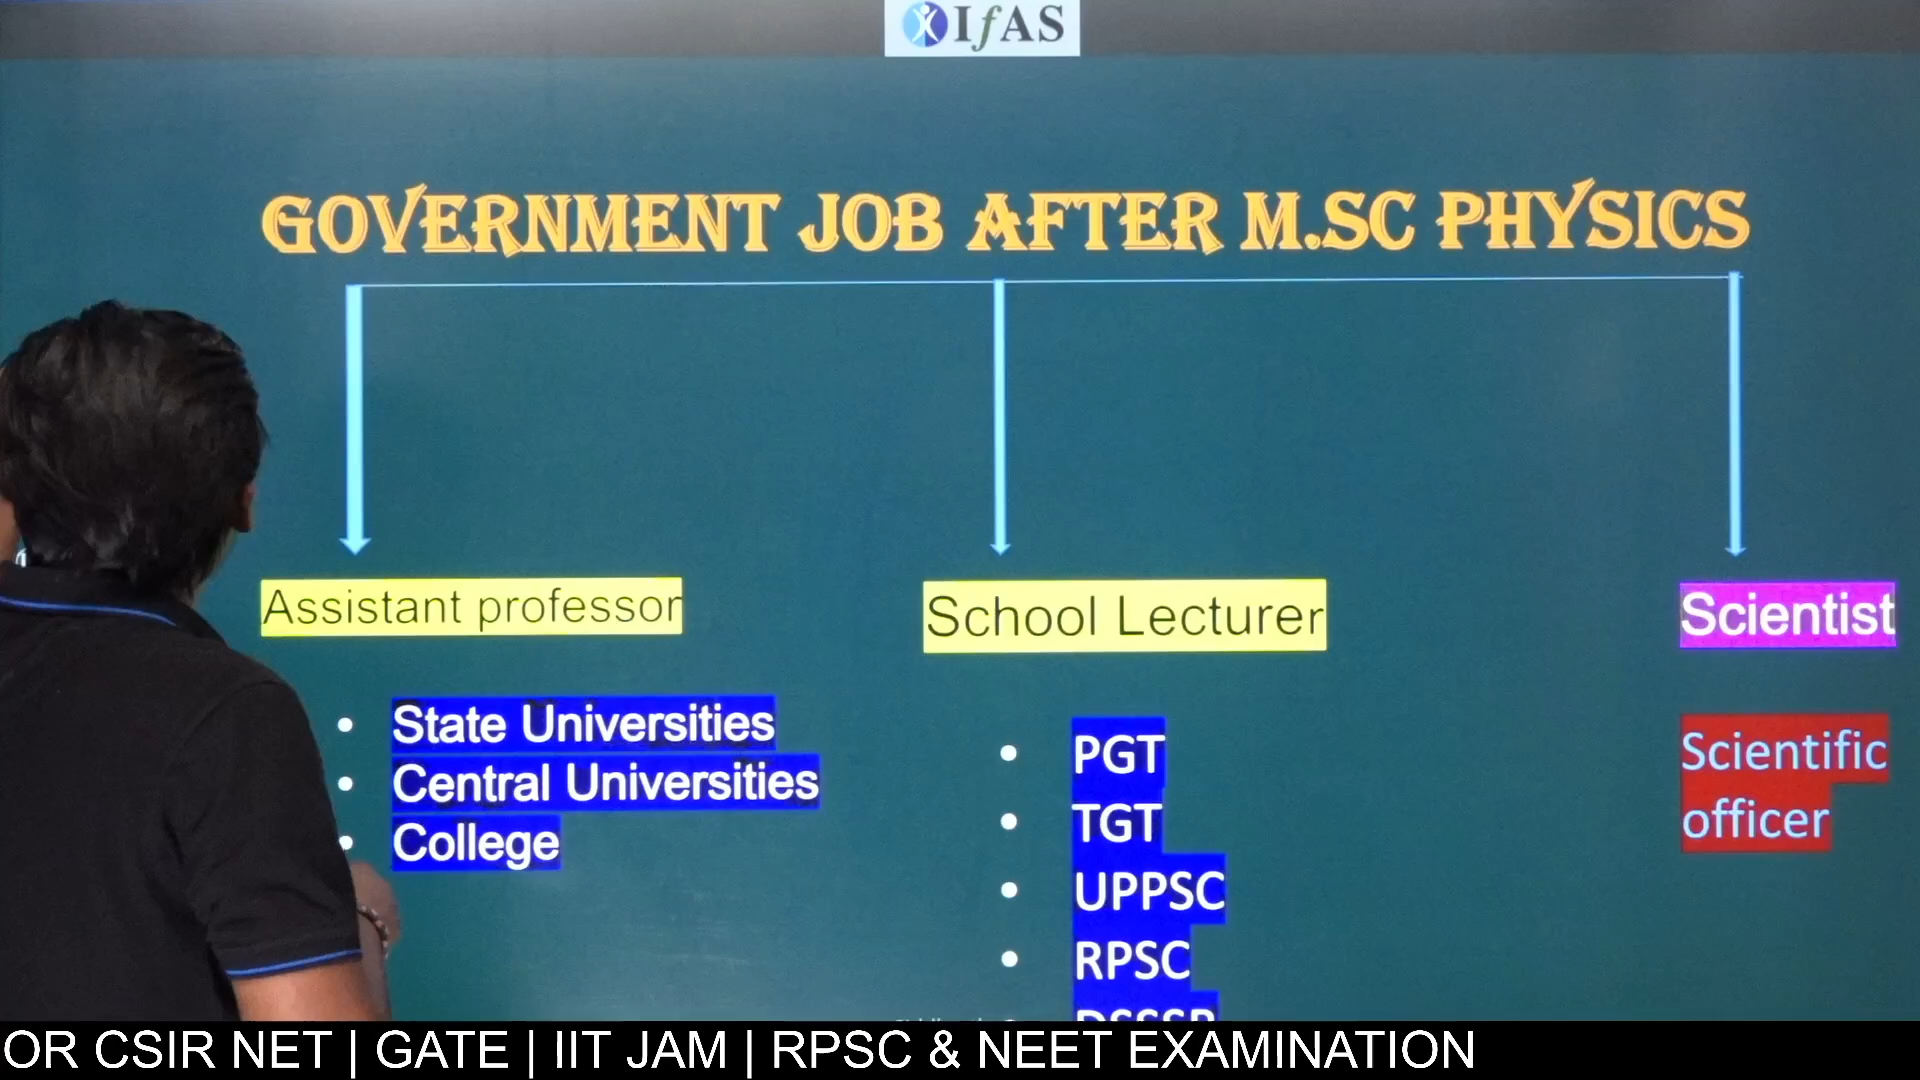 IfAS
GOVERNMENT JOB AFTER M.SC PHYSICS
Assistant professor
School Lecturer
Scientist
• State Universities
• Central Universities
• College
• PGT
• TGT
• UPPSC
• RPSC
DSSSB
Scientific
officer
OR CSIR NET | GATE | IIT JAM | RPSC & NEET EXAMINATION